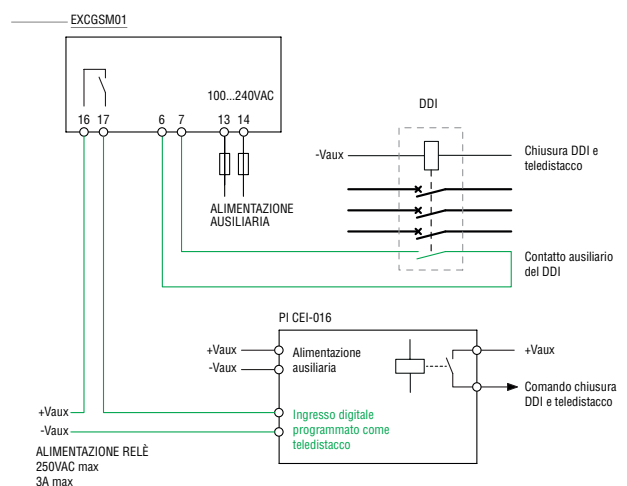 EXCGSM01
100...240VAC
16 17 6 7 13 14
ALIMENTAZIONE
AUSILIARIA
DDI
-Vaux
Chiusura DDI e
teledistacco
Contatto ausiliario
del DDI
PI CEI-016
+Vaux
-Vaux
Alimentazione
ausiliaria
+Vaux
Comando chiusura
DDI e teledistacco
+Vaux
-Vaux
Ingresso digitale
programmato come
teledistacco
ALIMENTAZIONE RELÈ
250VAC max
3A max